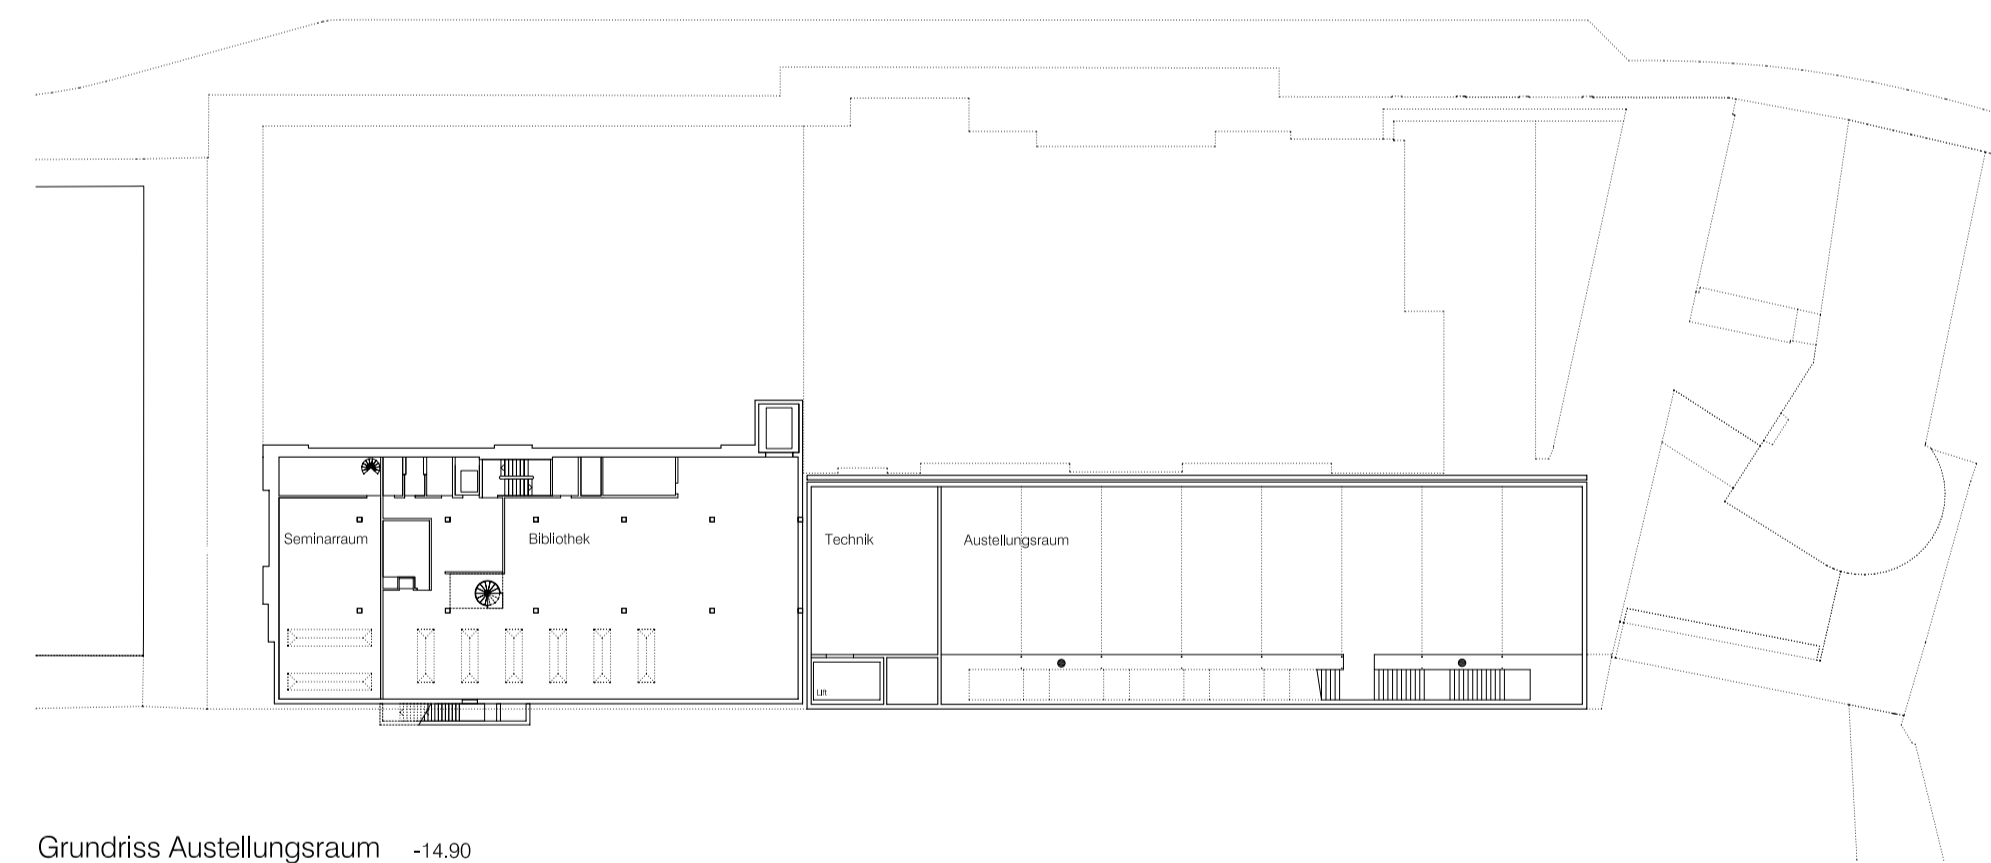 Seminarraum
Bibliothek
Technik
Austellungsraum
Lift
Grundriss Austellungsraum -14.90